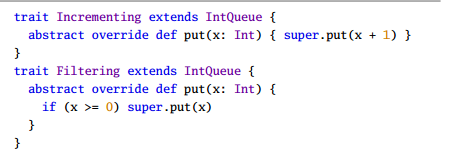 trait Incrementing extends IntQueue {
  abstract override def put(x: Int) { super.put(x + 1) }
}
trait Filtering extends IntQueue {
  abstract override def put(x: Int) {
    if (x >= 0) super.put(x)
  }
}